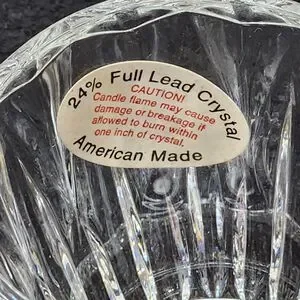 24% Full Lead Crystal
CAUTION!
Candle flame may cause
damage or breakage if
allowed to burn within
one inch of crystal.
American Made